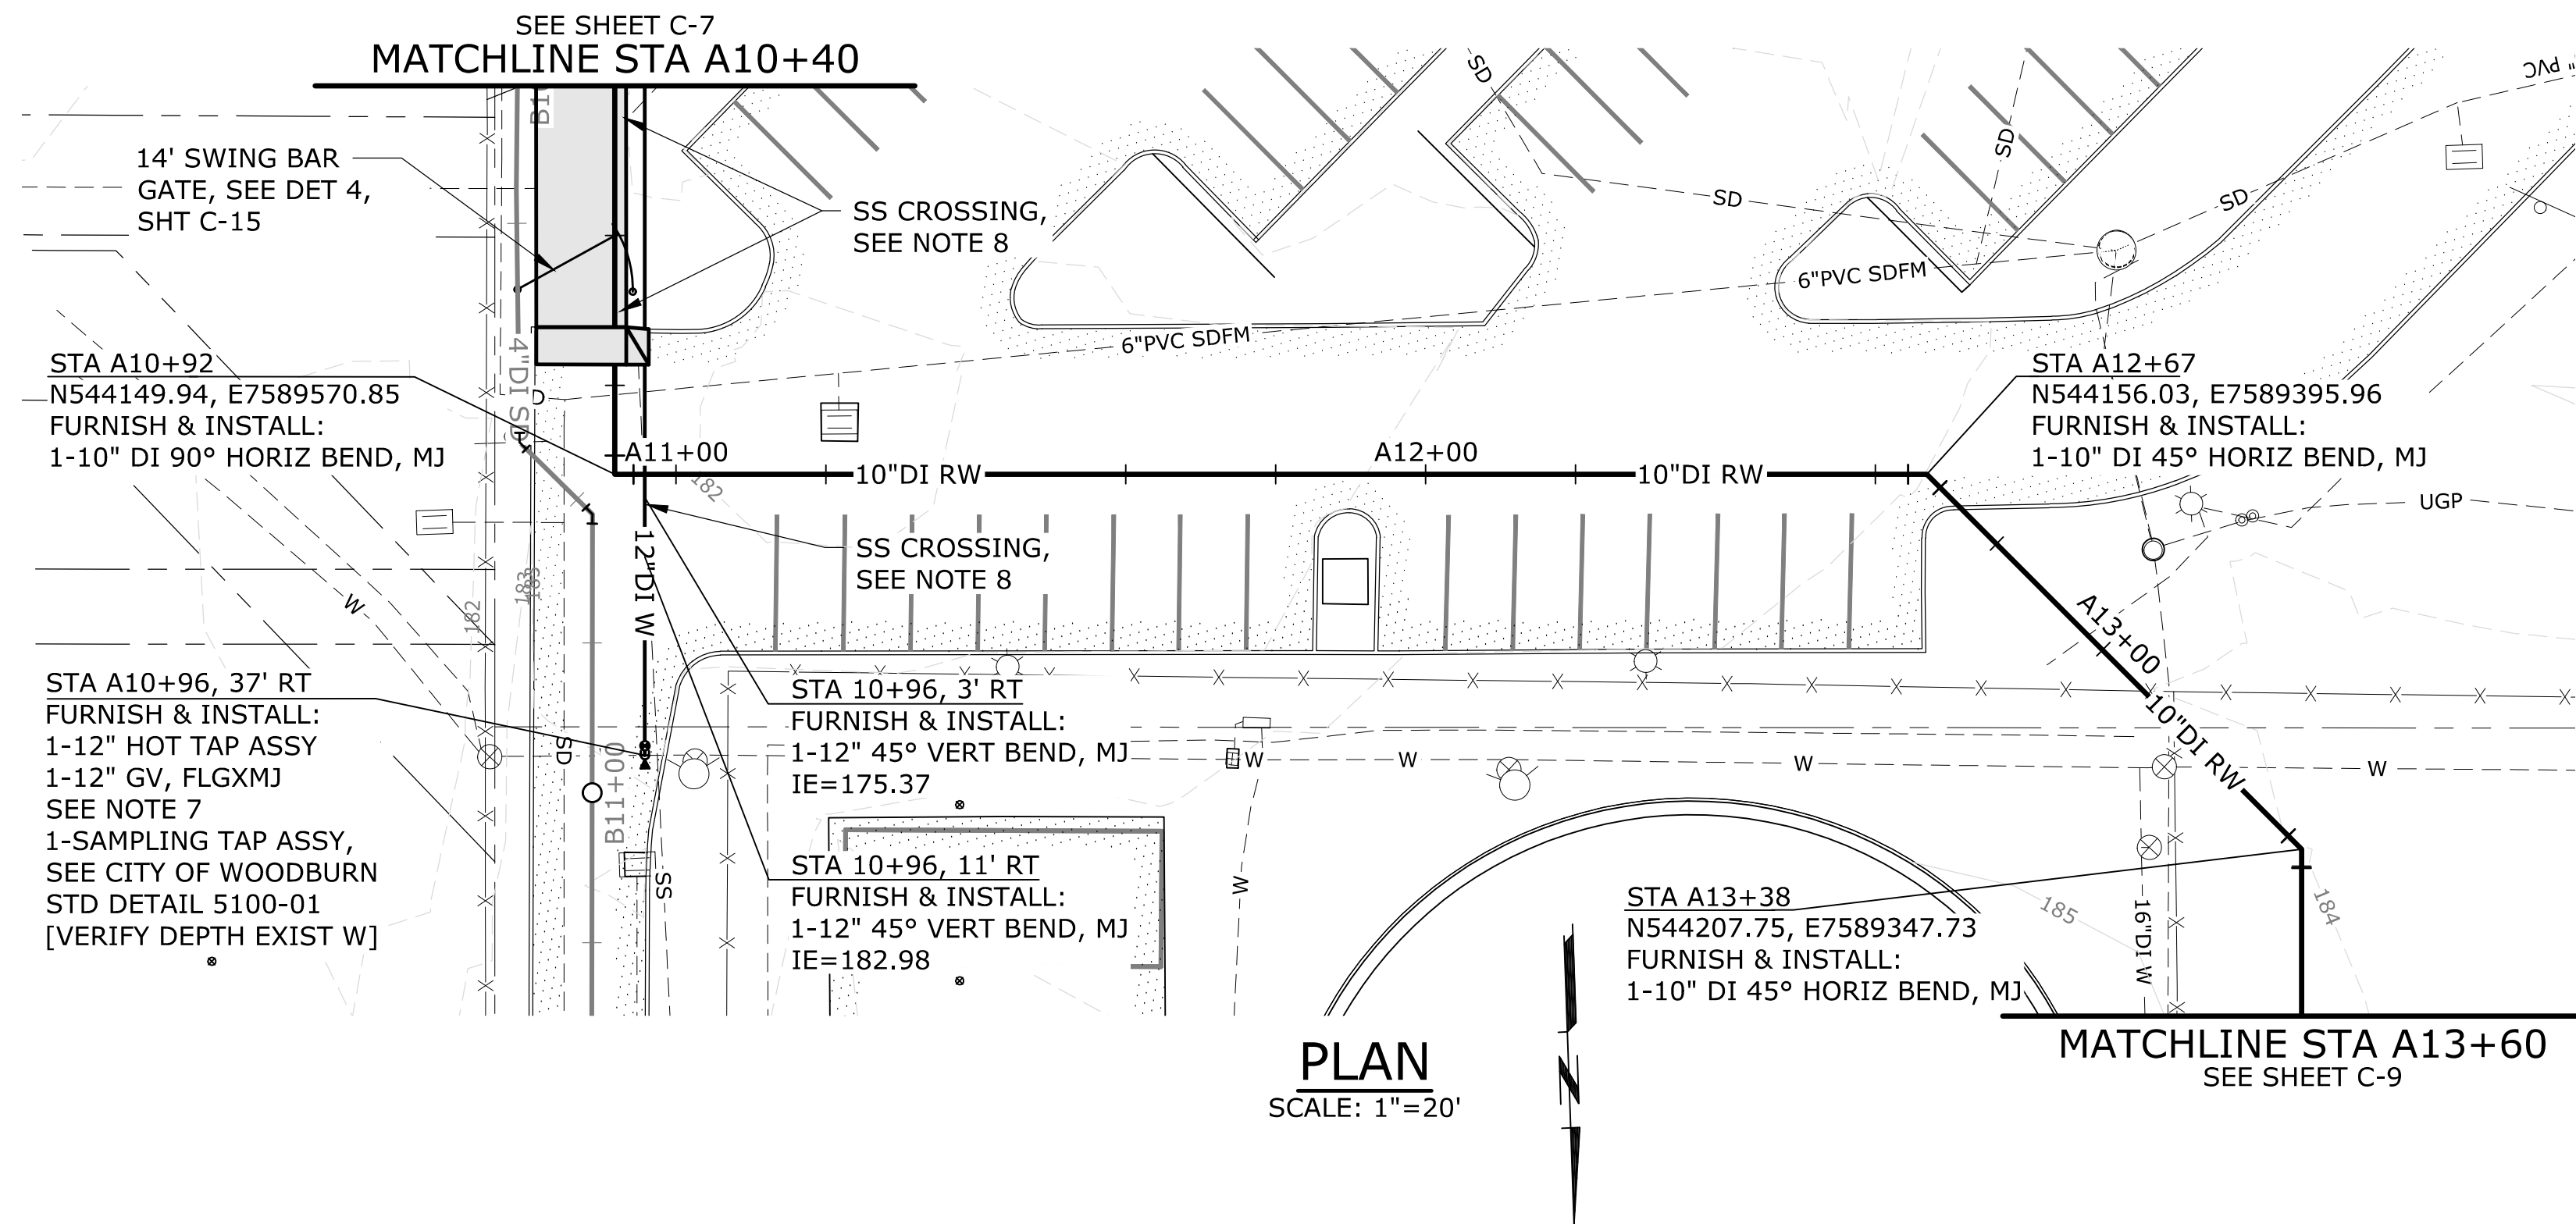 SEE SHEET C-7
MATCHLINE STA A10+40
14' SWING BAR
GATE, SEE DET 4,
SHT C-15
SS CROSSING,
SEE NOTE 8
SD
SD
SD
SD
6"PVC SDFM
6"PVC SDFM
4"DI SD
STA A10+92
N544149.94, E7589570.85
FURNISH & INSTALL:
1-10" DI 90° HORIZ BEND, MJ
STA A12+67
N544156.03, E7589395.96
FURNISH & INSTALL:
1-10" DI 45° HORIZ BEND, MJ
A11+00
A12+00
10"DI RW
10"DI RW
182
UGP
SS CROSSING,
SEE NOTE 8
12"DI W
W
182
183
183
A13+00
10"DI RW
STA A10+96, 37' RT
FURNISH & INSTALL:
1-12" HOT TAP ASSY
1-12" GV, FLGXMJ
SEE NOTE 7
1-SAMPLING TAP ASSY,
SEE CITY OF WOODBURN
STD DETAIL 5100-01
[VERIFY DEPTH EXIST W]
SD
B11+00
SS
STA 10+96, 3' RT
FURNISH & INSTALL:
1-12" 45° VERT BEND, MJ
IE=175.37
W
W
W
W
W
STA 10+96, 11' RT
FURNISH & INSTALL:
1-12" 45° VERT BEND, MJ
IE=182.98
STA A13+38
N544207.75, E7589347.73
FURNISH & INSTALL:
1-10" DI 45° HORIZ BEND, MJ
185
16"DI W
184
MATCHLINE STA A13+60
SEE SHEET C-9
PLAN
SCALE: 1"=20'
N